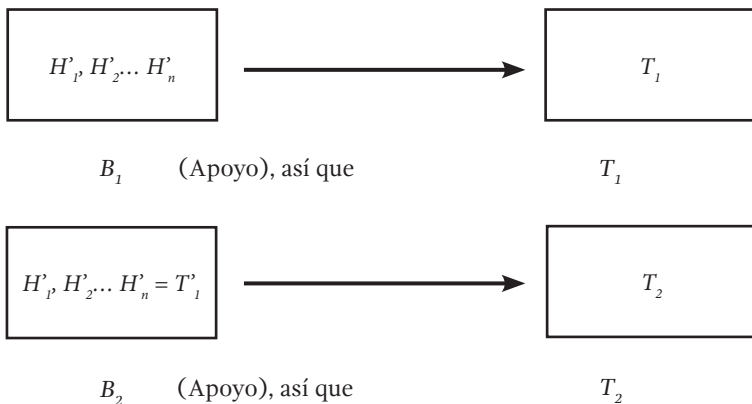 H’₁, H’₂... H’ₙ T₁
B₁ (Apoyo), así que T₁
H’₁, H’₂... H’ₙ = T’₁ T₂
B₂ (Apoyo), así que T₂